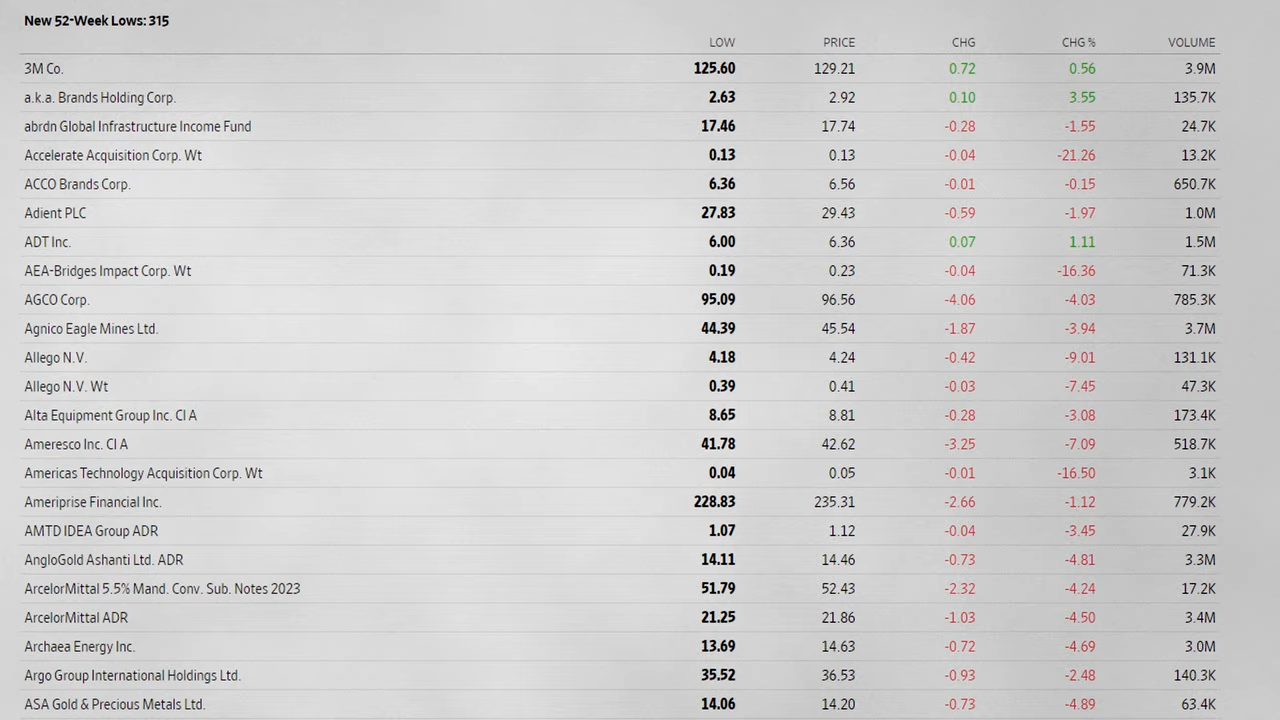 New 52-Week Lows: 315
LOW PRICE CHG CHG % VOLUME
3M Co. 125.60 129.21 0.72 0.56 3.9M
a.k.a. Brands Holding Corp. 2.63 2.92 0.10 3.55 135.7K
abrdn Global Infrastructure Income Fund 17.46 17.74 -0.28 -1.55 24.7K
Accelerate Acquisition Corp. Wt 0.13 0.13 -0.04 -21.26 13.2K
ACCO Brands Corp. 6.36 6.56 -0.01 -0.15 650.7K
Adient PLC 27.83 29.43 -0.59 -1.97 1.0M
ADT Inc. 6.00 6.36 0.07 1.11 1.5M
AEA-Bridges Impact Corp. Wt 0.19 0.23 -0.04 -16.36 71.3K
AGCO Corp. 95.09 96.56 -4.06 -4.03 785.3K
Agnico Eagle Mines Ltd. 44.39 45.54 -1.87 -3.94 3.7M
Allego N.V. 4.18 4.24 -0.42 -9.01 131.1K
Allego N.V. Wt 0.39 0.41 -0.03 -7.45 47.3K
Alta Equipment Group Inc. Cl A 8.65 8.81 -0.28 -3.08 173.4K
Ameresco Inc. Cl A 41.78 42.62 -3.25 -7.09 518.7K
Americas Technology Acquisition Corp. Wt 0.04 0.05 -0.01 -16.50 3.1K
Ameriprise Financial Inc. 228.83 235.31 -2.66 -1.12 779.2K
AMTD IDEA Group ADR 1.07 1.12 -0.04 -3.45 27.9K
AngloGold Ashanti Ltd. ADR 14.11 14.46 -0.73 -4.81 3.3M
ArcelorMittal 5.5% Mand. Conv. Sub. Notes 2023 51.79 52.43 -2.32 -4.24 17.2K
ArcelorMittal ADR 21.25 21.86 -1.03 -4.50 3.4M
Archaea Energy Inc. 13.69 14.63 -0.72 -4.69 3.0M
Argo Group International Holdings Ltd. 35.52 36.53 -0.93 -2.48 140.3K
ASA Gold & Precious Metals Ltd. 14.06 14.20 -0.73 -4.89 63.4K